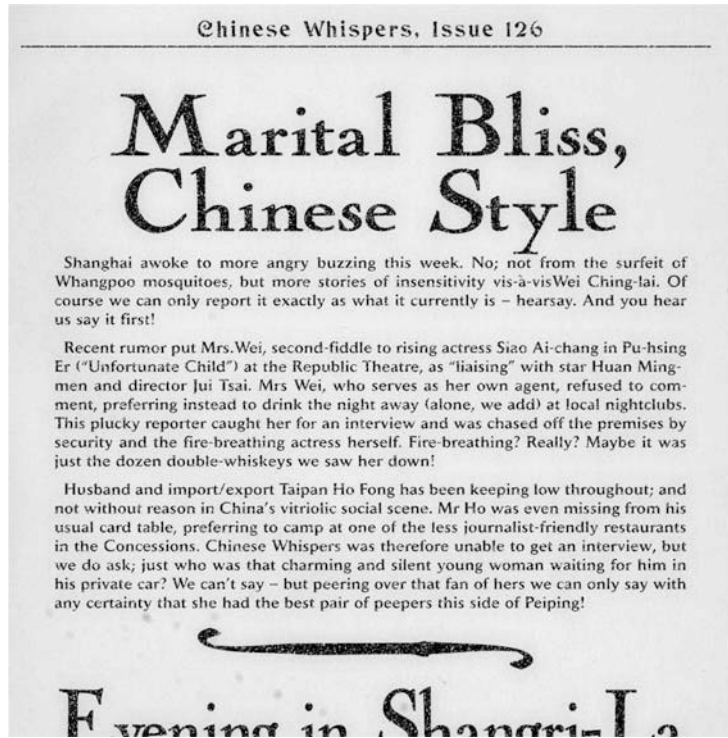 Chinese Whispers, Issue 126
Marital Bliss,
Chinese Style
Shanghai awoke to more angry buzzing this week. No; not from the surfeit of
Whangpoo mosquitoes, but more stories of insensitivity vis-à-visWei Ching-lai. Of
course we can only report it exactly as what it currently is – hearsay. And you hear
us say it first!
Recent rumor put Mrs.Wei, second-fiddle to rising actress Siao Ai-chang in Pu-hsing
Er ("Unfortunate Child") at the Republic Theatre, as "liaising" with star Huan Ming-
men and director Jui Tsai. Mrs Wei, who serves as her own agent, refused to com-
ment, preferring instead to drink the night away (alone, we add) at local nightclubs.
This plucky reporter caught her for an interview and was chased off the premises by
security and the fire-breathing actress herself. Fire-breathing? Really? Maybe it was
just the dozen double-whiskeys we saw her down!
Husband and import/export Taipan Ho Fong has been keeping low throughout; and
not without reason in China's vitriolic social scene. Mr Ho was even missing from his
usual card table, preferring to camp at one of the less journalist-friendly restaurants
in the Concessions. Chinese Whispers was therefore unable to get an interview, but
we do ask; just who was that charming and silent young woman waiting for him in
his private car? We can't say – but peering over that fan of hers we can only say with
any certainty that she had the best pair of peepers this side of Peiping!
Evening in Shangri-La